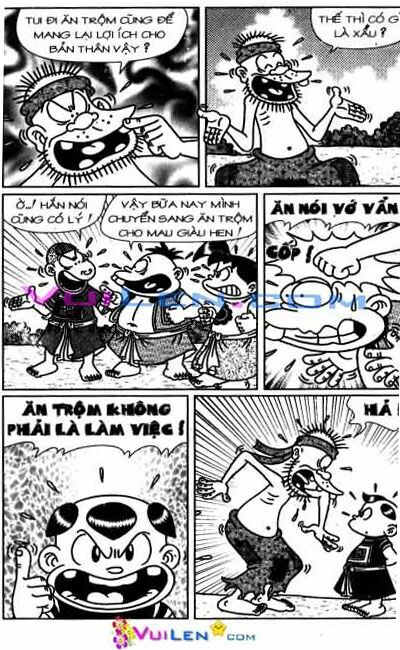 TUI ĐI ĂN TRỘM CŨNG ĐỂ
MANG LẠI LỢI ÍCH CHO
BẢN THÂN VẬY ?
THẾ THÌ CÓ G
LÀ XẤU ?
Ờ...! HẮN NÓI
CŨNG CÓ LÝ !
VẬY BỮA NAY MÌNH
CHUYỂN SANG ĂN TRỘM
CHO MAU GIÀU HEN !
ĂN NÓI VỚ VẨN
CỐP !
VUILEN.COM
ĂN TRỘM KHÔNG
PHẢI LÀ LÀM VIỆC !
HẢ
VUILEN.COM